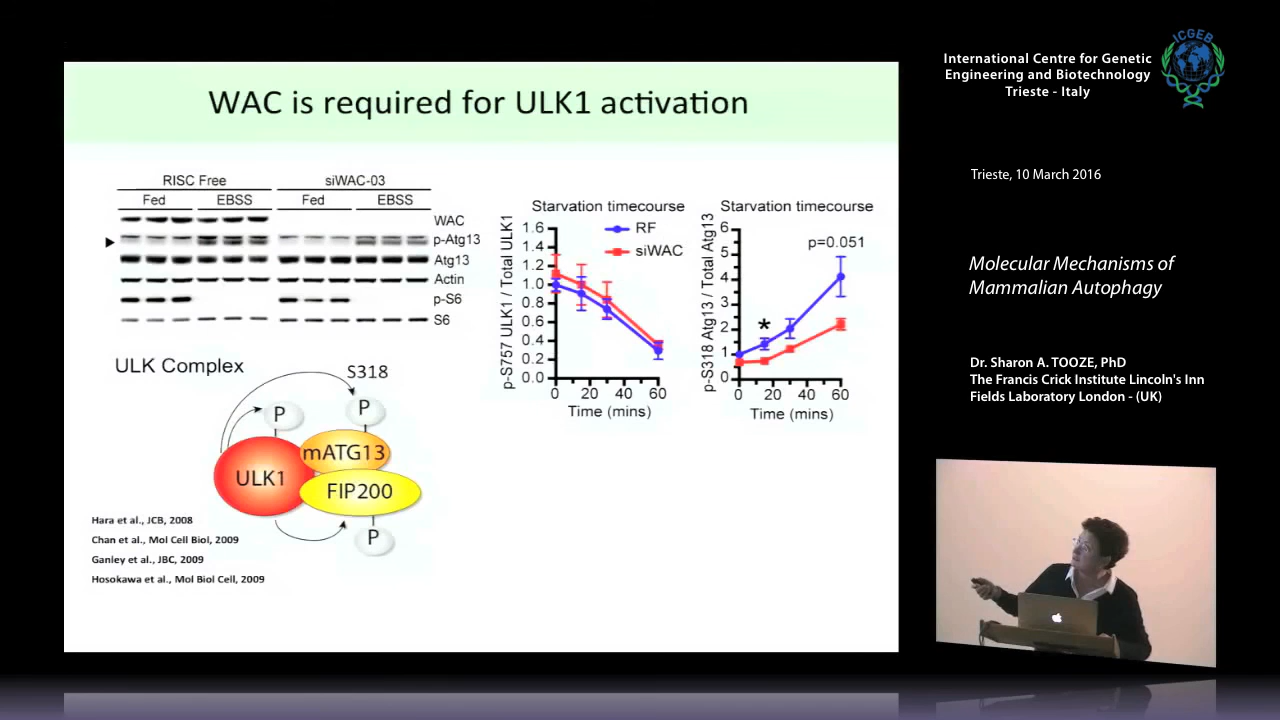 WAC is required for ULK1 activation
RISC Free
siWAC-03
Fed
EBSS
Fed
EBSS
WAC
p-Atg13
Atg13
Actin
p-S6
S6
Starvation timecourse
p-S757 ULK1 / Total ULK1
1.6
1.4
1.2
1.0
0.8
0.6
0.4
0.2
0.0
RF
siWAC
0
20
40
60
Time (mins)
Starvation timecourse
p-S318 Atg13 / Total Atg13
6
5
4
3
2
1
0
p=0.051
*
0
20
40
60
Time (mins)
ULK Complex
S318
P
P
mATG13
ULK1
FIP200
P
Hara et al., JCB, 2008
Chan et al., Mol Cell Biol, 2009
Ganley et al., JBC, 2009
Hosokawa et al., Mol Biol Cell, 2009
International Centre for Genetic
Engineering and Biotechnology
Trieste - Italy
ICGEB
Trieste, 10 March 2016
Molecular Mechanisms of
Mammalian Autophagy
Dr. Sharon A. TOOZE, PhD
The Francis Crick Institute Lincoln's Inn
Fields Laboratory London - (UK)